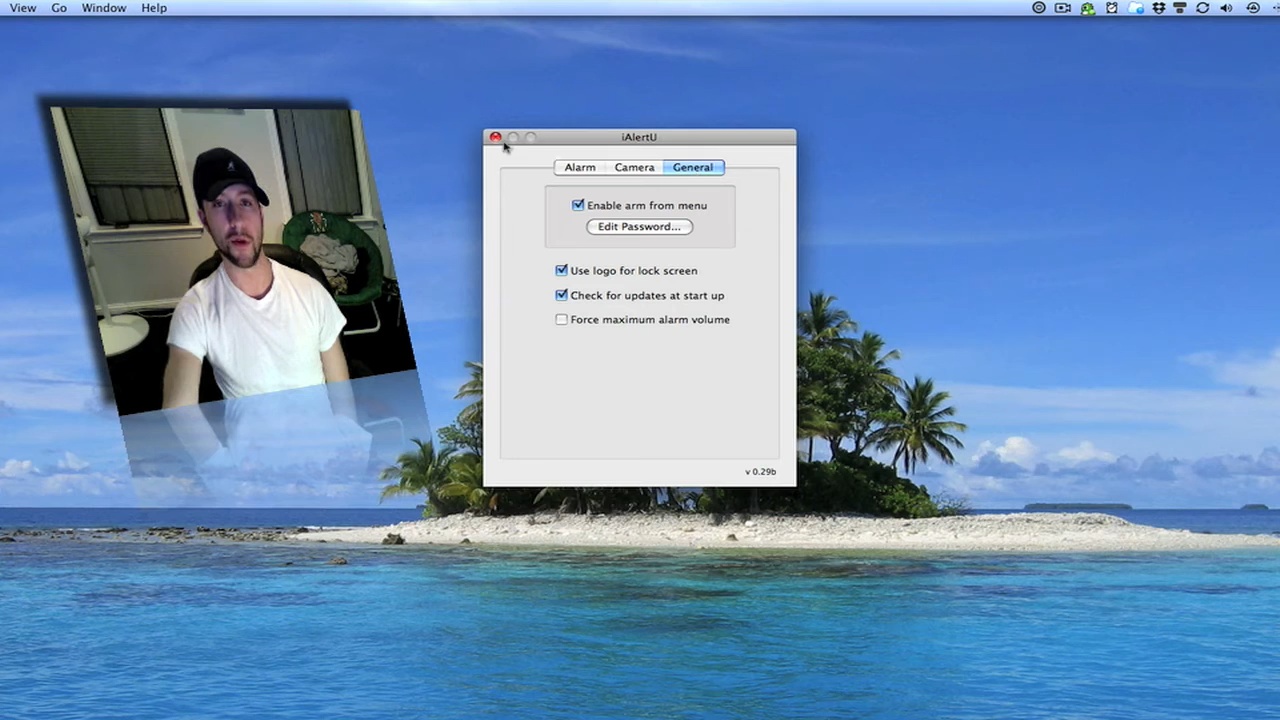 View Go Window Help
iAlertU
Alarm Camera General
Enable arm from menu
Edit Password...
Use logo for lock screen
Check for updates at start up
Force maximum alarm volume
v 0.29b